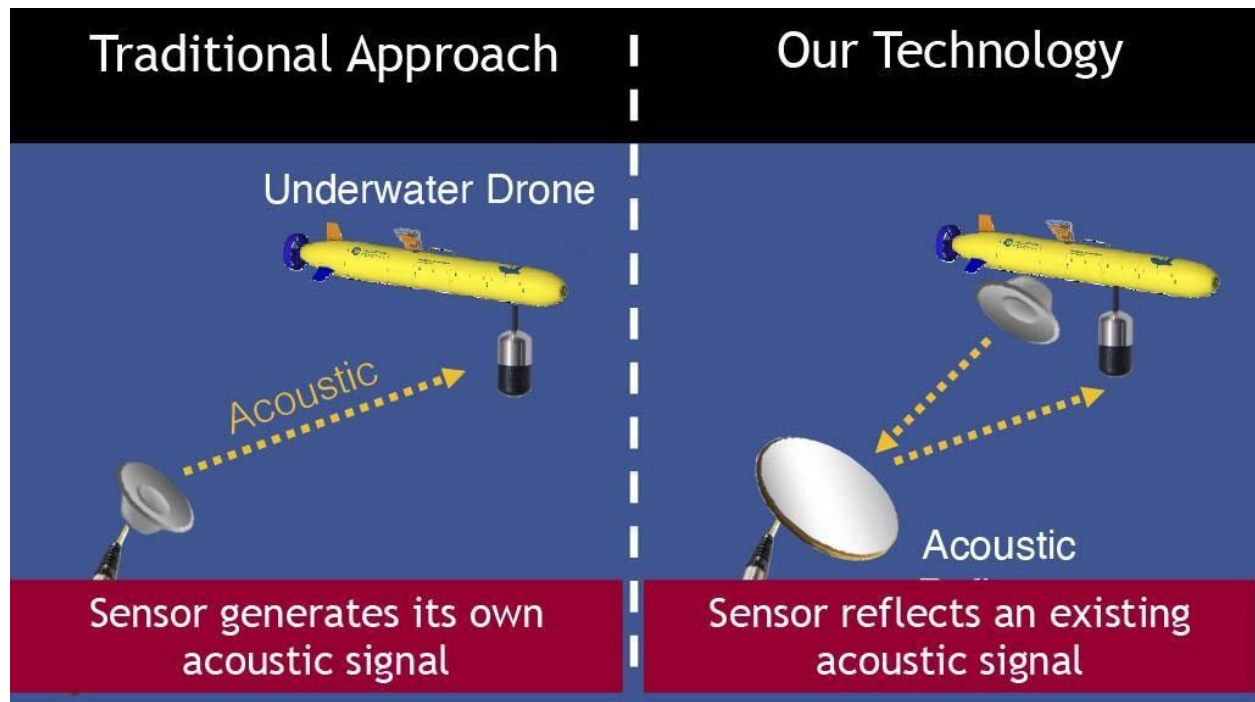 Traditional Approach
Our Technology
Underwater Drone
Acoustic
Acoustic
Sensor generates its own
acoustic signal
Sensor reflects an existing
acoustic signal